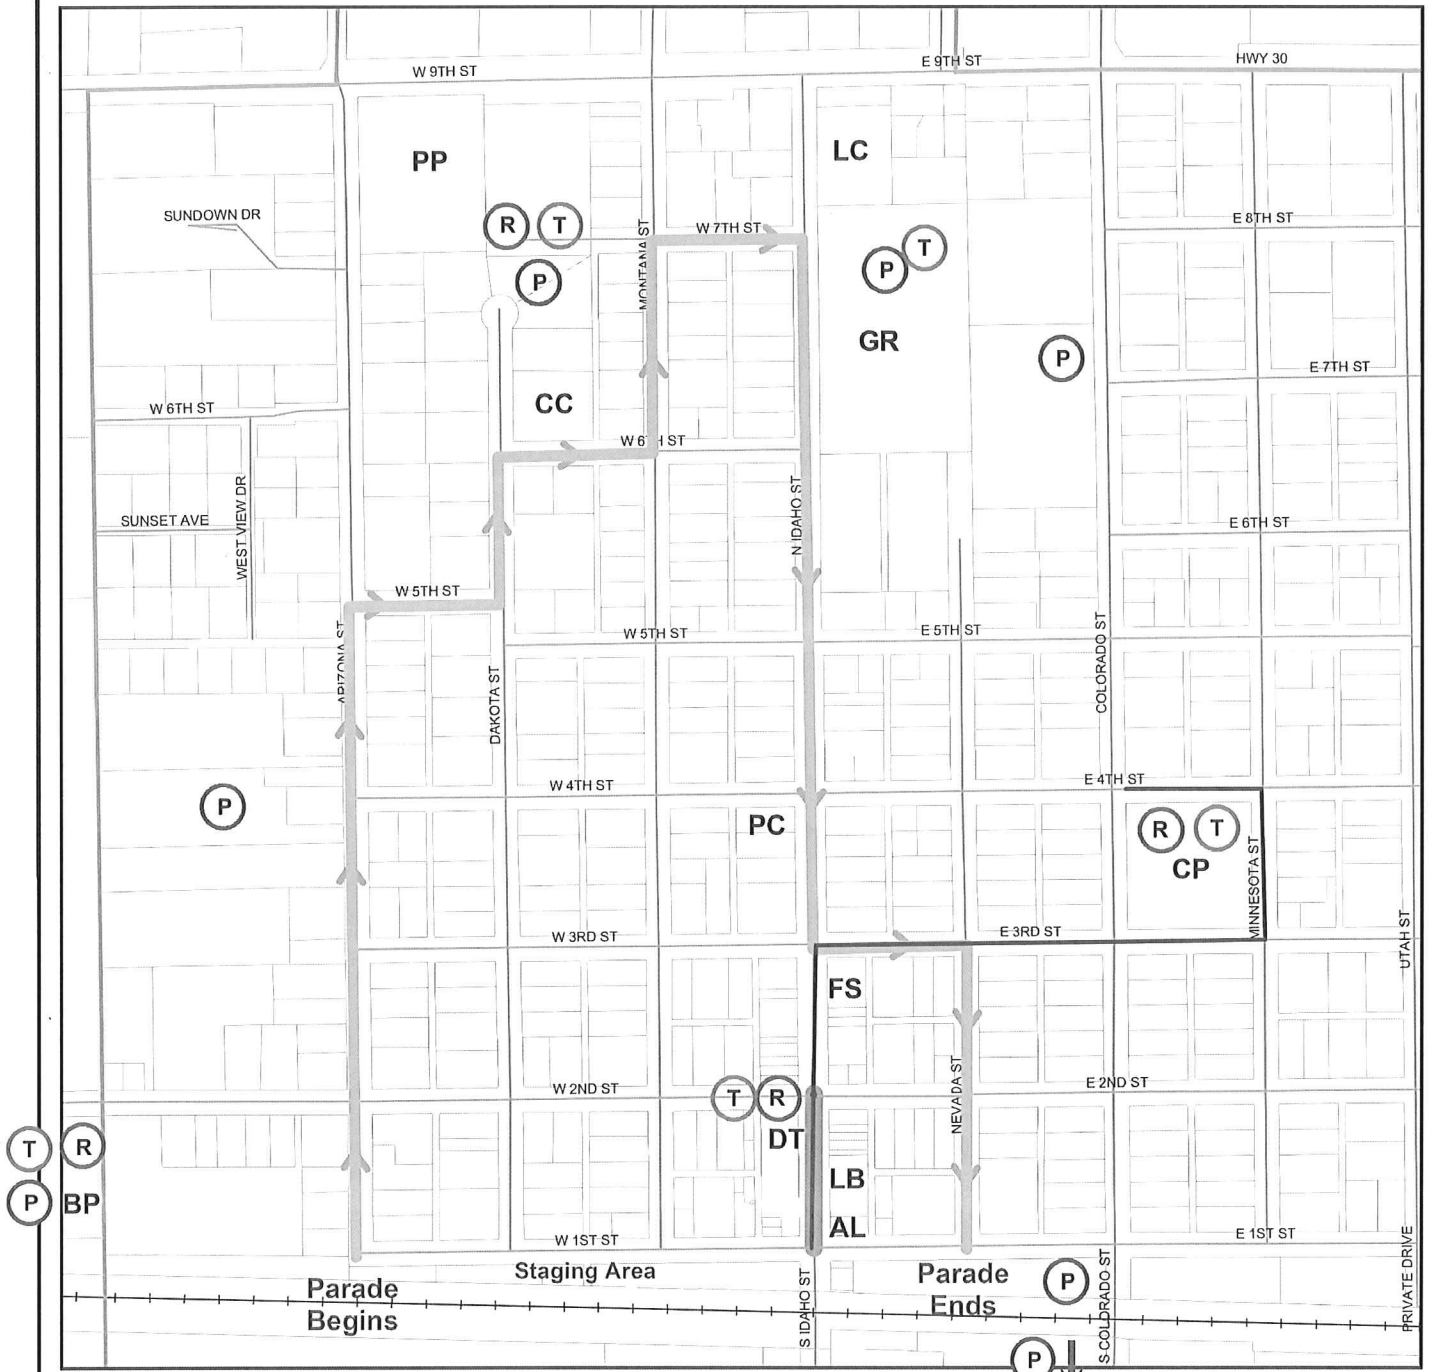 W 9TH ST
E 9TH ST
HWY 30
PP
LC
R
T
SUNDOWN DR
MONTANA ST
W 7TH ST
E 8TH ST
T
P
P
GR
P
E 7TH ST
W 6TH ST
CC
W 6TH ST
N IDAHO ST
SUNSET AVE
WEST VIEW DR
E 6TH ST
W 5TH ST
ARIZONA ST
W 5TH ST
E 5TH ST
COLORADO ST
DAKOTA ST
W 4TH ST
E 4TH ST
P
PC
R
T
CP
MINNESOTA ST
W 3RD ST
E 3RD ST
UTAH ST
FS
W 2ND ST
E 2ND ST
NEVADA ST
T
R
DT
T
R
P
BP
LB
AL
W 1ST ST
E 1ST ST
Staging Area
Parade
Begins
Parade
Ends
P
S IDAHO ST
S COLORADO ST
PRIVATE DRIVE
P